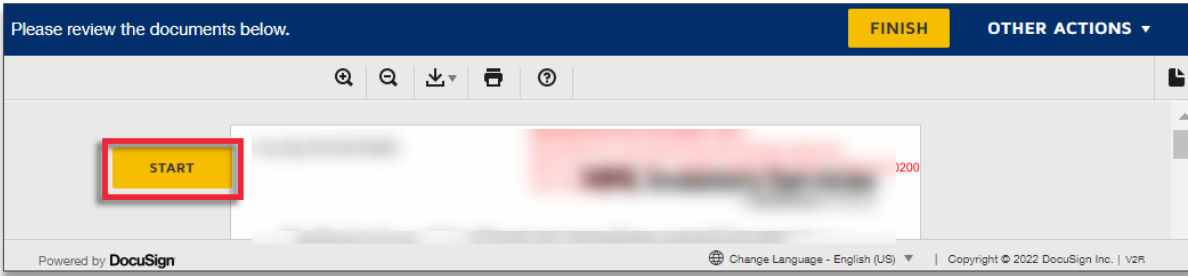 Please review the documents below.
FINISH
OTHER ACTIONS
START
0200
Powered by DocuSign
Change Language - English (US)
| Copyright © 2022 DocuSign Inc. | V2R